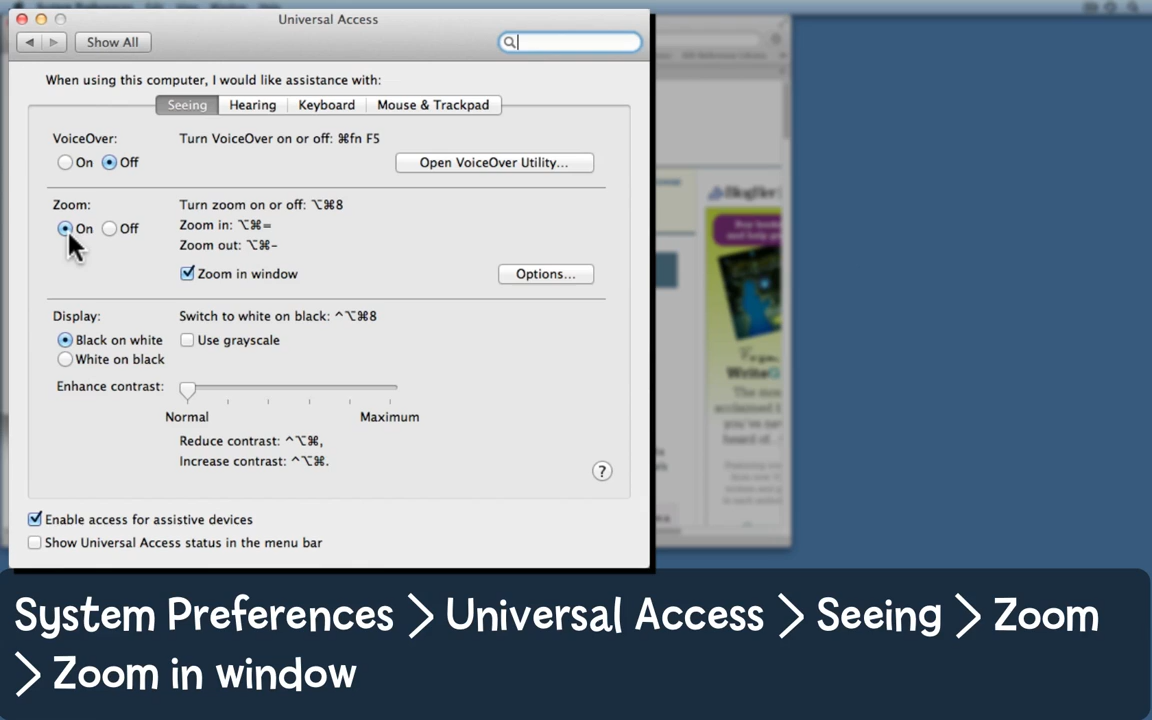 Universal Access
Show All
When using this computer, I would like assistance with:
Seeing Hearing Keyboard Mouse & Trackpad
VoiceOver: Turn VoiceOver on or off: ⌘fn F5
On Off Open VoiceOver Utility...
Zoom: Turn zoom on or off: ⌥⌘8
On Off Zoom in: ⌥⌘=
Zoom out: ⌥⌘-
Zoom in window Options...
Display: Switch to white on black: ^⌥⌘8
Black on white Use grayscale
White on black
Enhance contrast:
Normal Maximum
Reduce contrast: ^⌥⌘,
Increase contrast: ^⌥⌘.
?
Enable access for assistive devices
Show Universal Access status in the menu bar
System Preferences > Universal Access > Seeing > Zoom
> Zoom in window